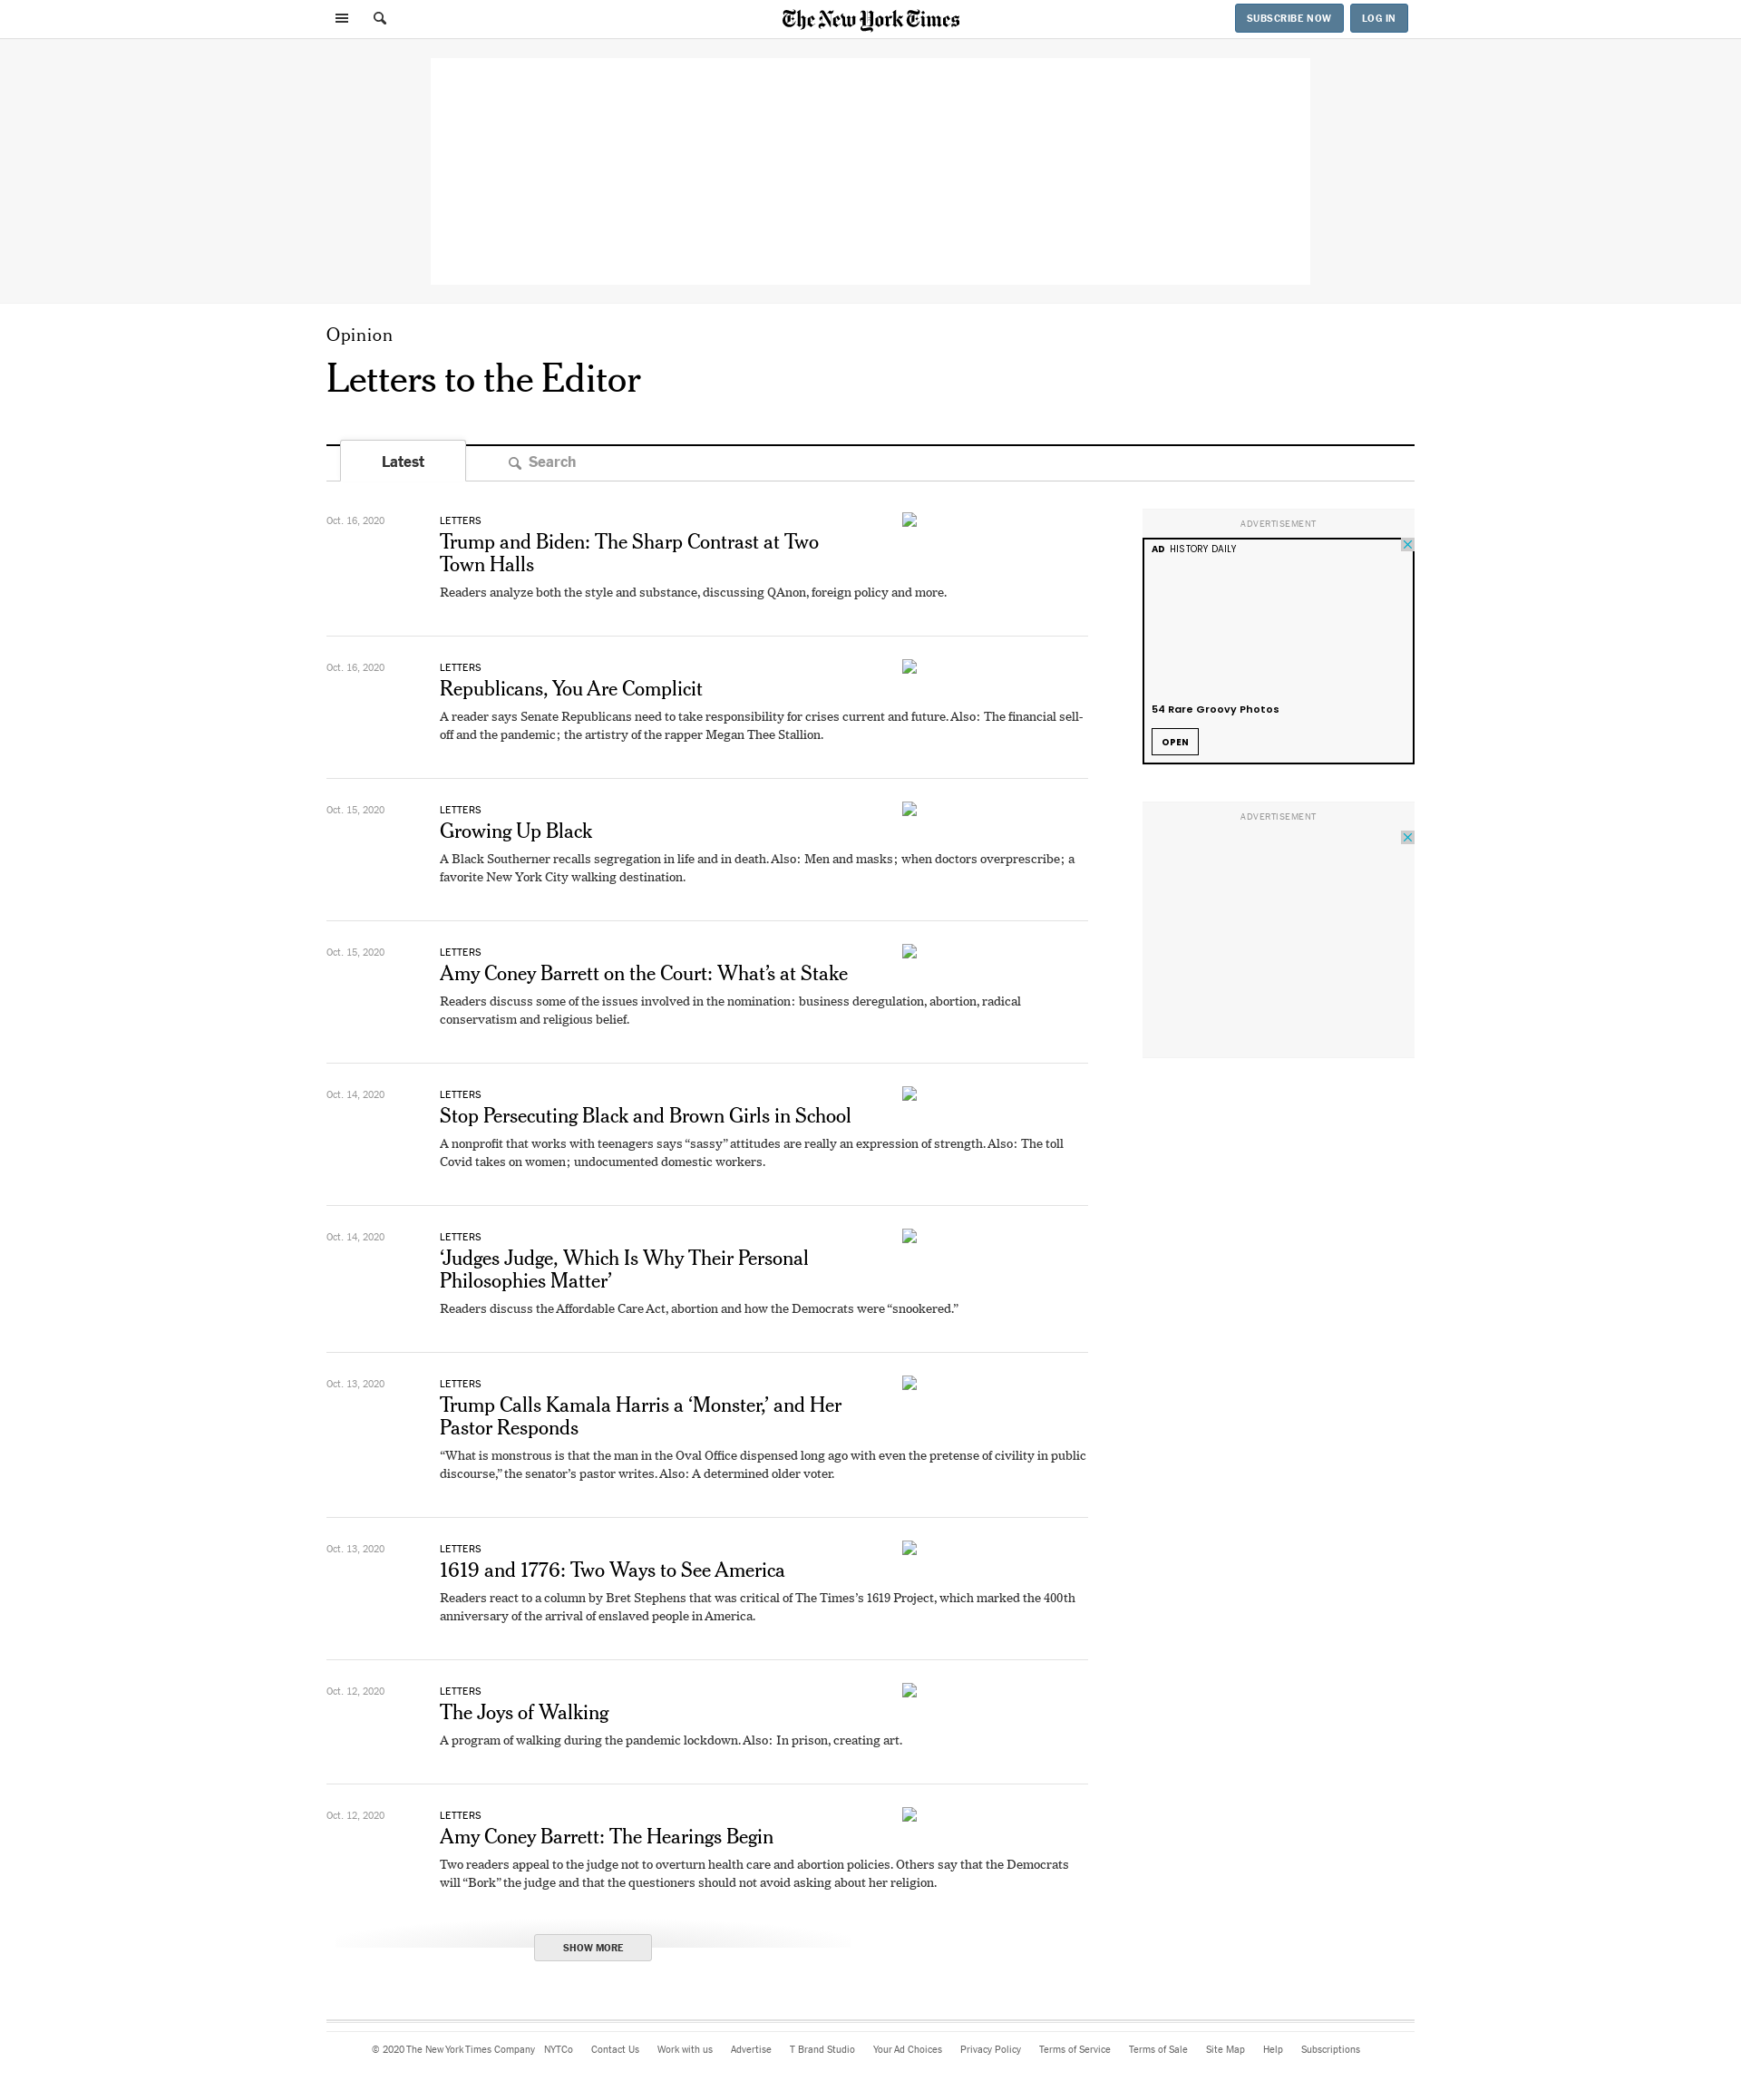 The New York Times
SUBSCRIBE NOW
LOG IN
Opinion
Letters to the Editor
Latest
Search
Oct. 16, 2020
LETTERS
Trump and Biden: The Sharp Contrast at Two
Town Halls
Readers analyze both the style and substance, discussing QAnon, foreign policy and more.
Oct. 16, 2020
LETTERS
Republicans, You Are Complicit
A reader says Senate Republicans need to take responsibility for crises current and future. Also: The financial sell-
off and the pandemic; the artistry of the rapper Megan Thee Stallion.
Oct. 15, 2020
LETTERS
Growing Up Black
A Black Southerner recalls segregation in life and in death. Also: Men and masks; when doctors overprescribe; a
favorite New York City walking destination.
Oct. 15, 2020
LETTERS
Amy Coney Barrett on the Court: What’s at Stake
Readers discuss some of the issues involved in the nomination: business deregulation, abortion, radical
conservatism and religious belief.
Oct. 14, 2020
LETTERS
Stop Persecuting Black and Brown Girls in School
A nonprofit that works with teenagers says “sassy” attitudes are really an expression of strength. Also: The toll
Covid takes on women; undocumented domestic workers.
Oct. 14, 2020
LETTERS
‘Judges Judge, Which Is Why Their Personal
Philosophies Matter’
Readers discuss the Affordable Care Act, abortion and how the Democrats were “snookered.”
Oct. 13, 2020
LETTERS
Trump Calls Kamala Harris a ‘Monster,’ and Her
Pastor Responds
“What is monstrous is that the man in the Oval Office dispensed long ago with even the pretense of civility in public
discourse,” the senator’s pastor writes. Also: A determined older voter.
Oct. 13, 2020
LETTERS
1619 and 1776: Two Ways to See America
Readers react to a column by Bret Stephens that was critical of The Times’s 1619 Project, which marked the 400th
anniversary of the arrival of enslaved people in America.
Oct. 12, 2020
LETTERS
The Joys of Walking
A program of walking during the pandemic lockdown. Also: In prison, creating art.
Oct. 12, 2020
LETTERS
Amy Coney Barrett: The Hearings Begin
Two readers appeal to the judge not to overturn health care and abortion policies. Others say that the Democrats
will “Bork” the judge and that the questioners should not avoid asking about her religion.
SHOW MORE
ADVERTISEMENT
AD HISTORY DAILY
54 Rare Groovy Photos
OPEN
ADVERTISEMENT
© 2020 The New York Times Company NYTCo Contact Us Work with us Advertise T Brand Studio Your Ad Choices Privacy Policy Terms of Service Terms of Sale Site Map Help Subscriptions